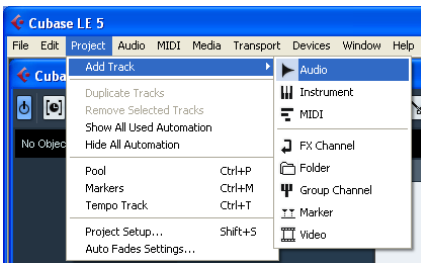 Cubase LE 5
File Edit Project Audio MIDI Media Transport Devices Window Help
Cuba
No Objec
Add Track
Duplicate Tracks
Remove Selected Tracks
Show All Used Automation
Hide All Automation
Pool Ctrl+P
Markers Ctrl+M
Tempo Track Ctrl+T
Project Setup... Shift+S
Auto Fades Settings...
Audio
Instrument
MIDI
FX Channel
Folder
Group Channel
Marker
Video